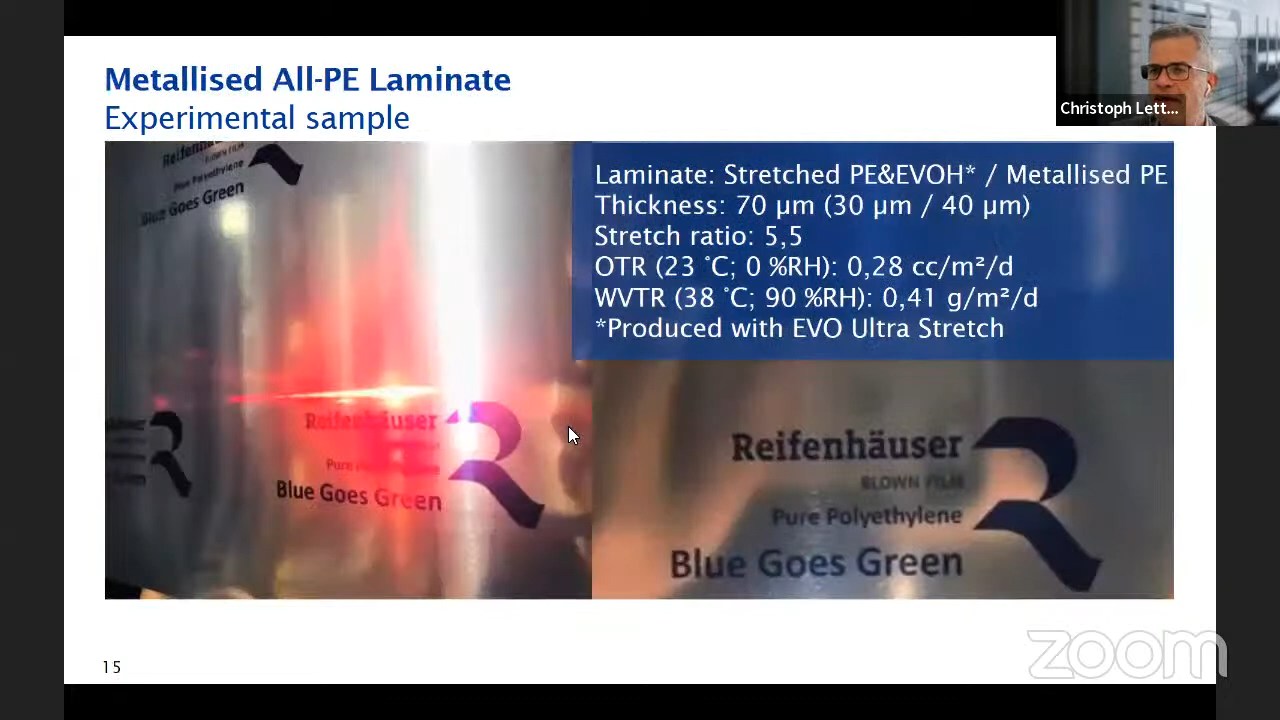 Metallised All-PE Laminate
Experimental sample
Christoph Lett...
Laminate: Stretched PE&EVOH* / Metallised PE
Thickness: 70 µm (30 µm / 40 µm)
Stretch ratio: 5,5
OTR (23 °C; 0 %RH): 0,28 cc/m²/d
WVTR (38 °C; 90 %RH): 0,41 g/m²/d
*Produced with EVO Ultra Stretch
Reifenhäuser
BLOWN FILM
Pure Polyethylene
Blue Goes Green
Reifenhäuser
Pure
Blue Goes Green
Reifenhäuser
BLOWN FILM
Pure Polyethylene
Blue Goes Green
15
zoom